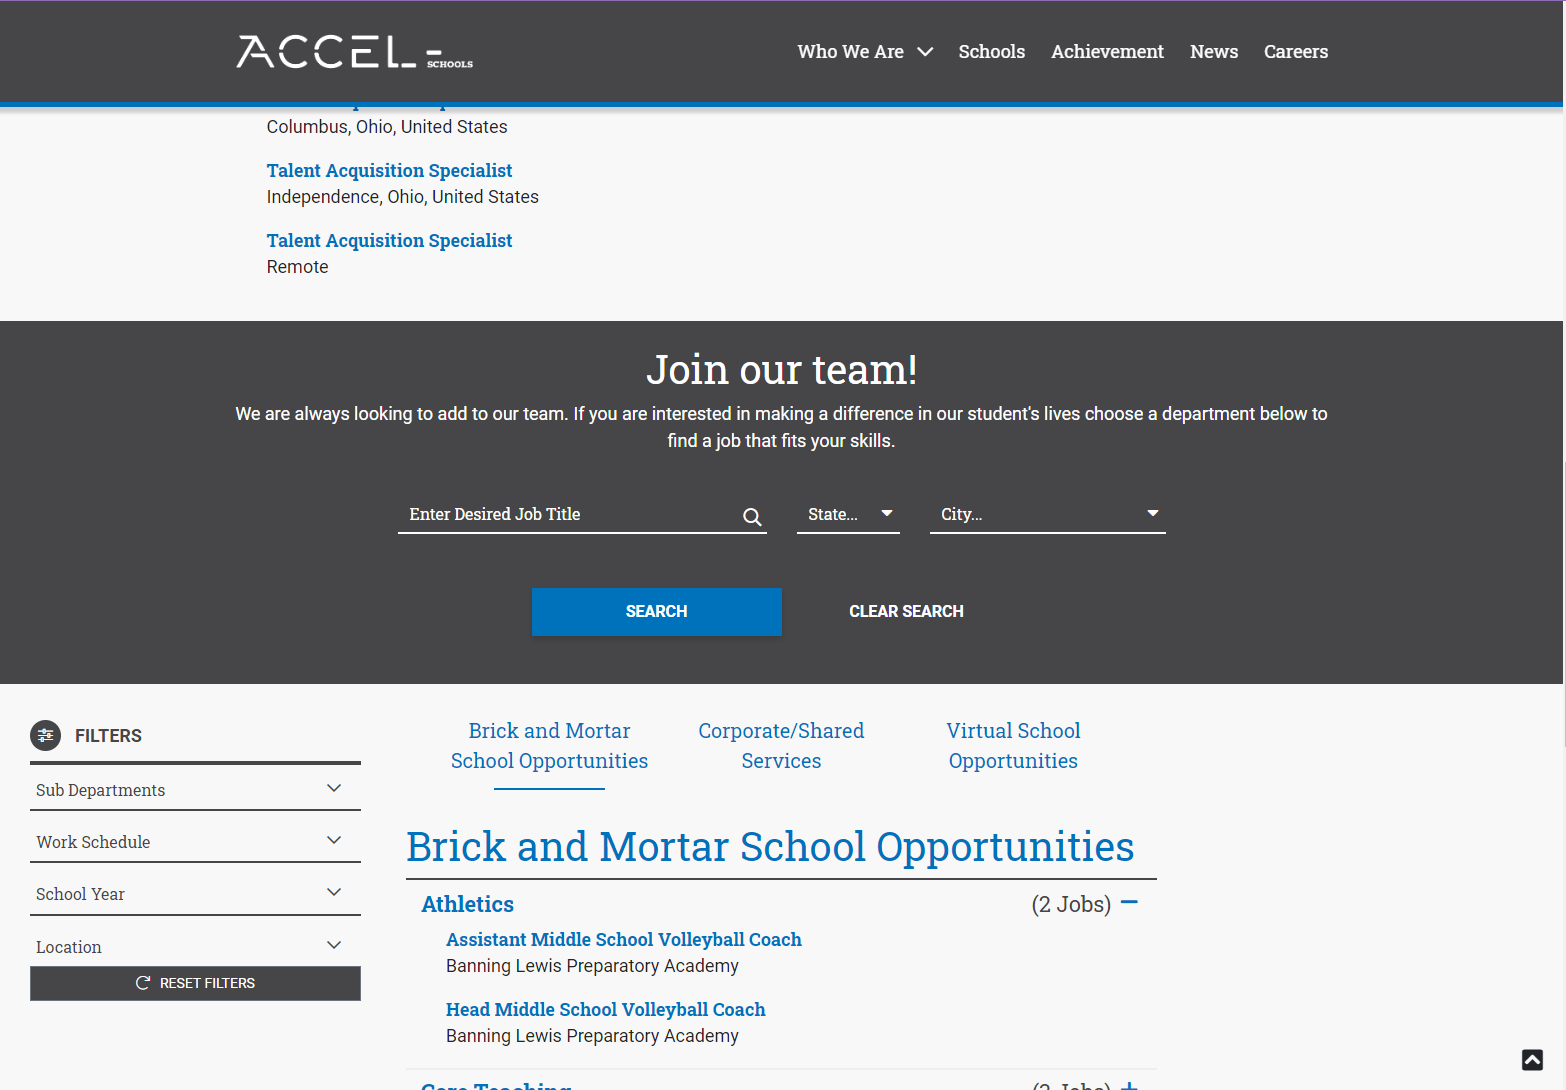 ACCEL SCHOOLS
Who We Are
Schools
Achievement
News
Careers
Columbus, Ohio, United States
Talent Acquisition Specialist
Independence, Ohio, United States
Talent Acquisition Specialist
Remote
Join our team!
We are always looking to add to our team. If you are interested in making a difference in our student's lives choose a department below to
find a job that fits your skills.
Enter Desired Job Title
State...
City...
SEARCH
CLEAR SEARCH
FILTERS
Sub Departments
Work Schedule
School Year
Location
RESET FILTERS
Brick and Mortar
School Opportunities
Corporate/Shared
Services
Virtual School
Opportunities
Brick and Mortar School Opportunities
Athletics (2 Jobs)
Assistant Middle School Volleyball Coach
Banning Lewis Preparatory Academy
Head Middle School Volleyball Coach
Banning Lewis Preparatory Academy
Core Teaching